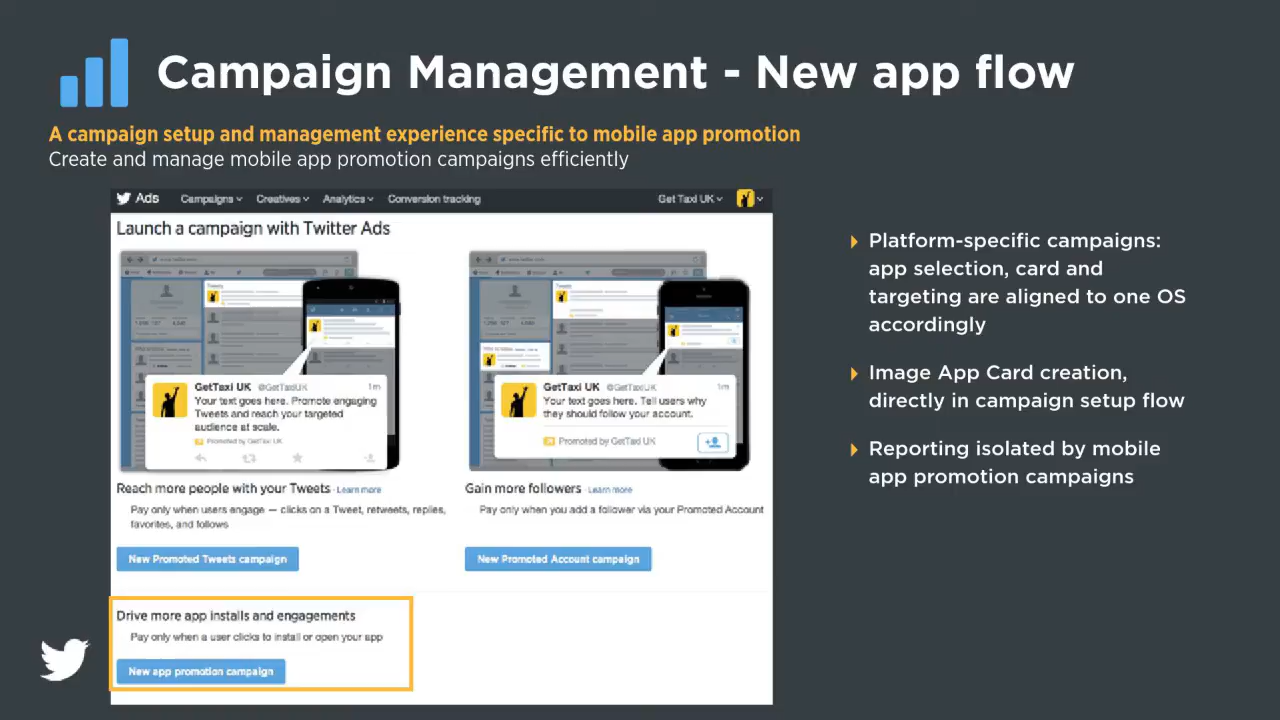 Campaign Management - New app flow
A campaign setup and management experience specific to mobile app promotion
Create and manage mobile app promotion campaigns efficiently
Ads Campaigns Creatives Analytics Conversion tracking Get Taxi UK
Launch a campaign with Twitter Ads
GetTaxi UK @GetTaxiUK 1m
Your text goes here. Promote engaging
Tweets and reach your targeted
audience at scale.
Promoted by GetTaxi UK
Reach more people with your Tweets · Learn more
Pay only when users engage — clicks on a Tweet, retweets, replies,
favorites, and follows
New Promoted Tweets campaign
GetTaxi UK @GetTaxiUK 1m
Your text goes here. Tell users why
they should follow your account.
Promoted by GetTaxi UK
Gain more followers · Learn more
Pay only when you add a follower via your Promoted Account
New Promoted Account campaign
Drive more app installs and engagements
Pay only when a user clicks to install or open your app
New app promotion campaign
Platform-specific campaigns:
app selection, card and
targeting are aligned to one OS
accordingly
Image App Card creation,
directly in campaign setup flow
Reporting isolated by mobile
app promotion campaigns